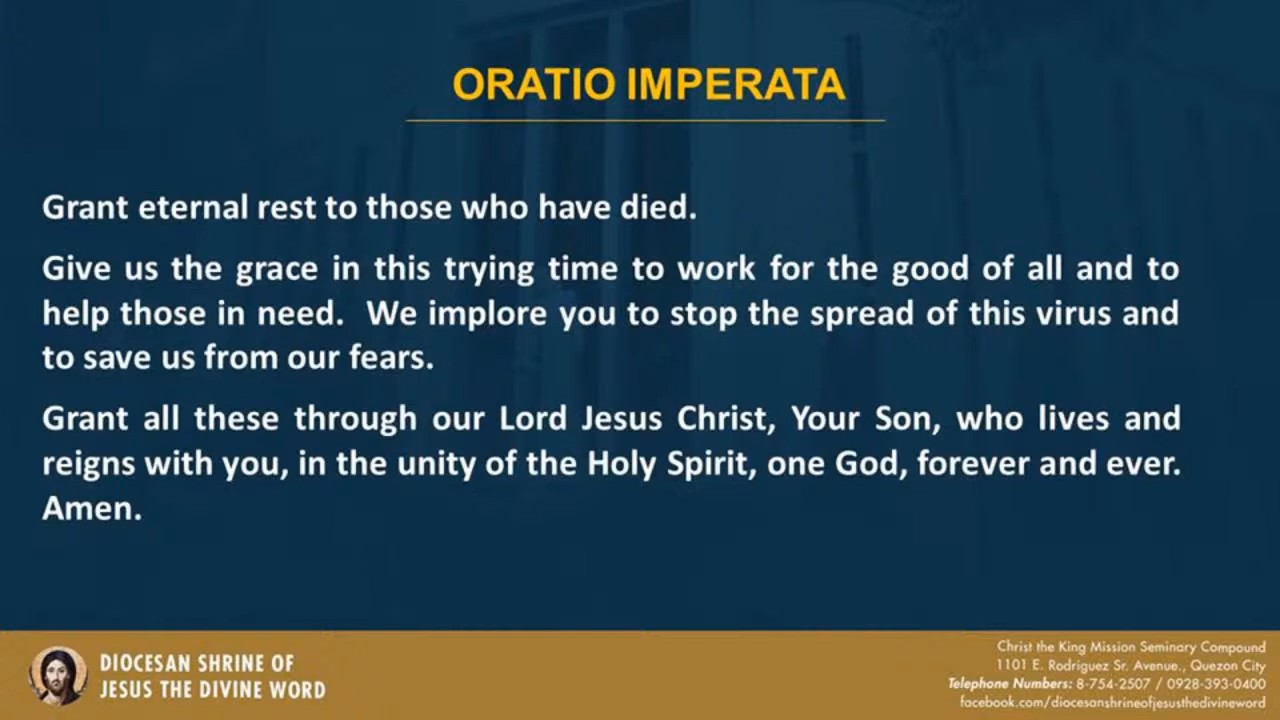 ORATIO IMPERATA
Grant eternal rest to those who have died.
Give us the grace in this trying time to work for the good of all and to
help those in need. We implore you to stop the spread of this virus and
to save us from our fears.
Grant all these through our Lord Jesus Christ, Your Son, who lives and
reigns with you, in the unity of the Holy Spirit, one God, forever and ever.
Amen.
DIOCESAN SHRINE OF
JESUS THE DIVINE WORD
Christ the King Mission Seminary Compound
1101 E. Rodriguez Sr. Avenue., Quezon City
Telephone Numbers: 8-754-2507 / 0928-393-0400
facebook.com/diocesanshrineofjesusthedivineword